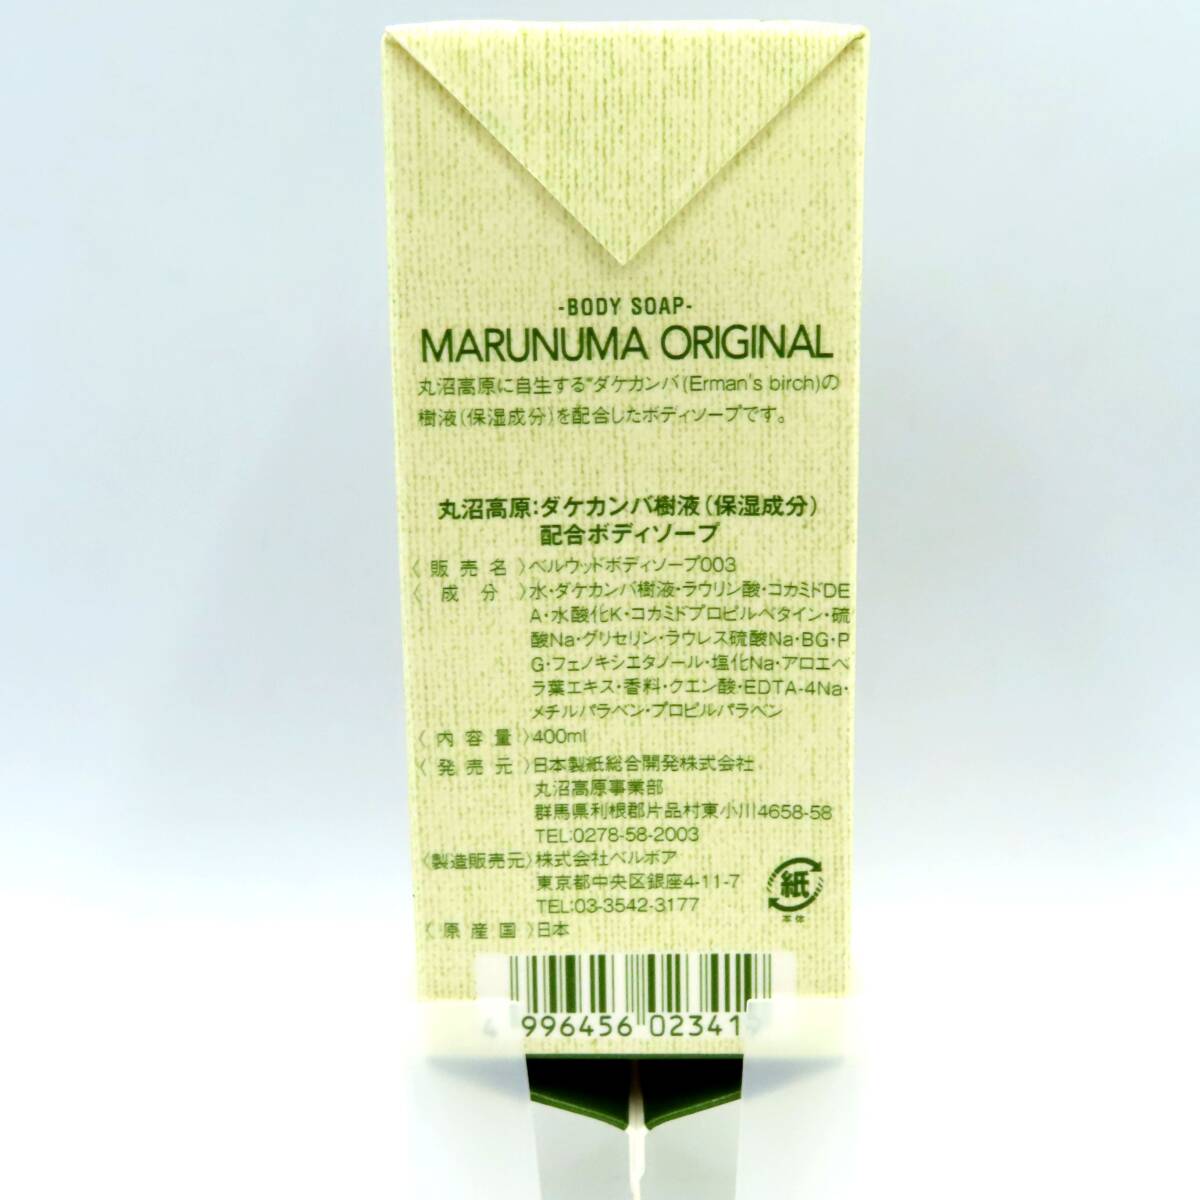 -BODY SOAP-
MARUNUMA ORIGINAL
丸沼高原に自生する"ダケカンバ(Erman's birch)の
樹液(保湿成分)を配合したボディソープです。
丸沼高原:ダケカンバ樹液(保湿成分)
配合ボディソープ
〈販売名〉ベルウッドボディソープ003
〈成分〉水・ダケカンバ樹液・ラウリン酸・コカミドDE
A・水酸化K・コカミドプロピルベタイン・硫
酸Na・グリセリン・ラウレス硫酸Na・BG・P
G・フェノキシエタノール・塩化Na・アロエベ
ラ葉エキス・香料・クエン酸・EDTA-4Na・
メチルパラベン・プロピルパラベン
〈内容量〉400ml
〈発売元〉日本製紙総合開発株式会社
丸沼高原事業部
群馬県利根郡片品村東小川4658-58
TEL:0278-58-2003
〈製造販売元〉株式会社ベルボア
東京都中央区銀座4-11-7
TEL:03-3542-3177
〈原産国〉日本
紙
本体
4 996456 023419